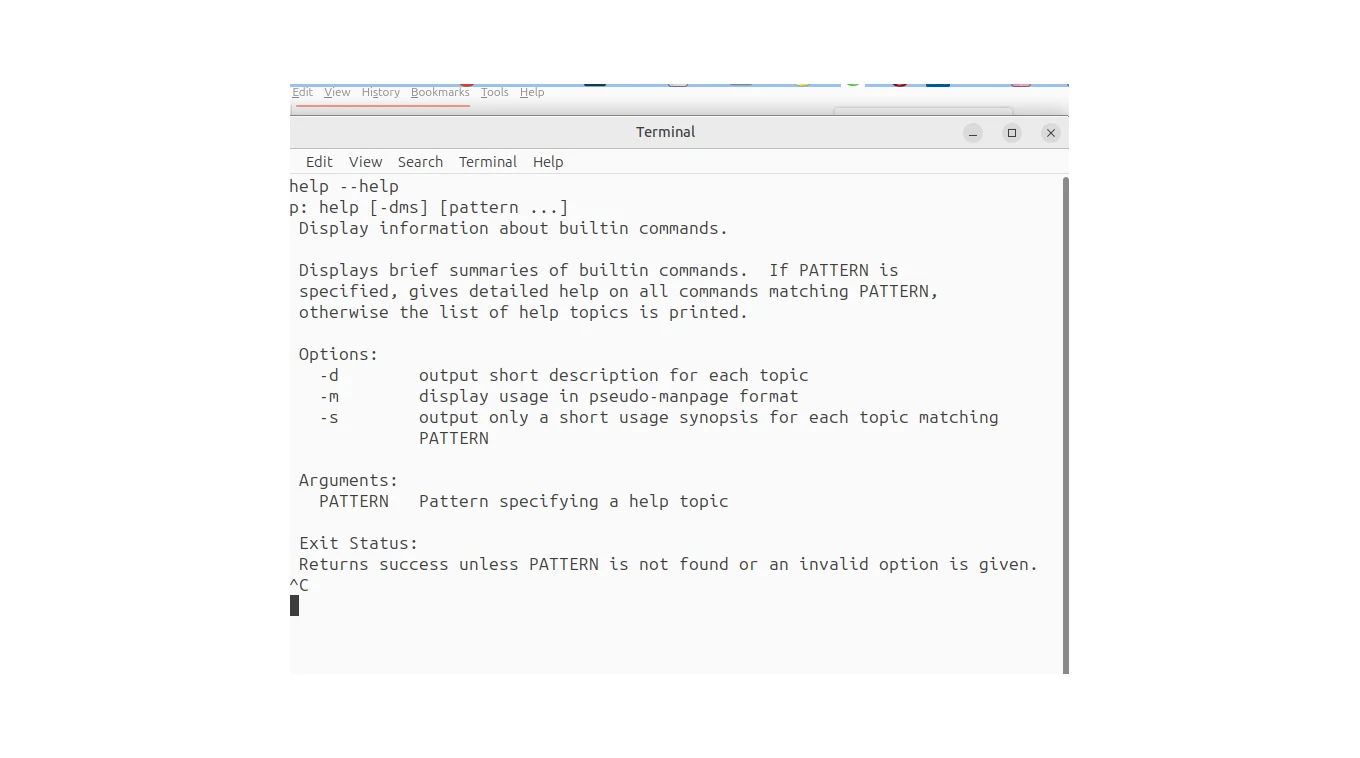 Edit View History Bookmarks Tools Help
Terminal
Edit View Search Terminal Help
help --help
p: help [-dms] [pattern ...]
Display information about builtin commands.
Displays brief summaries of builtin commands.  If PATTERN is
specified, gives detailed help on all commands matching PATTERN,
otherwise the list of help topics is printed.
Options:
-d        output short description for each topic
-m        display usage in pseudo-manpage format
-s        output only a short usage synopsis for each topic matching
PATTERN
Arguments:
PATTERN   Pattern specifying a help topic
Exit Status:
Returns success unless PATTERN is not found or an invalid option is given.
^C